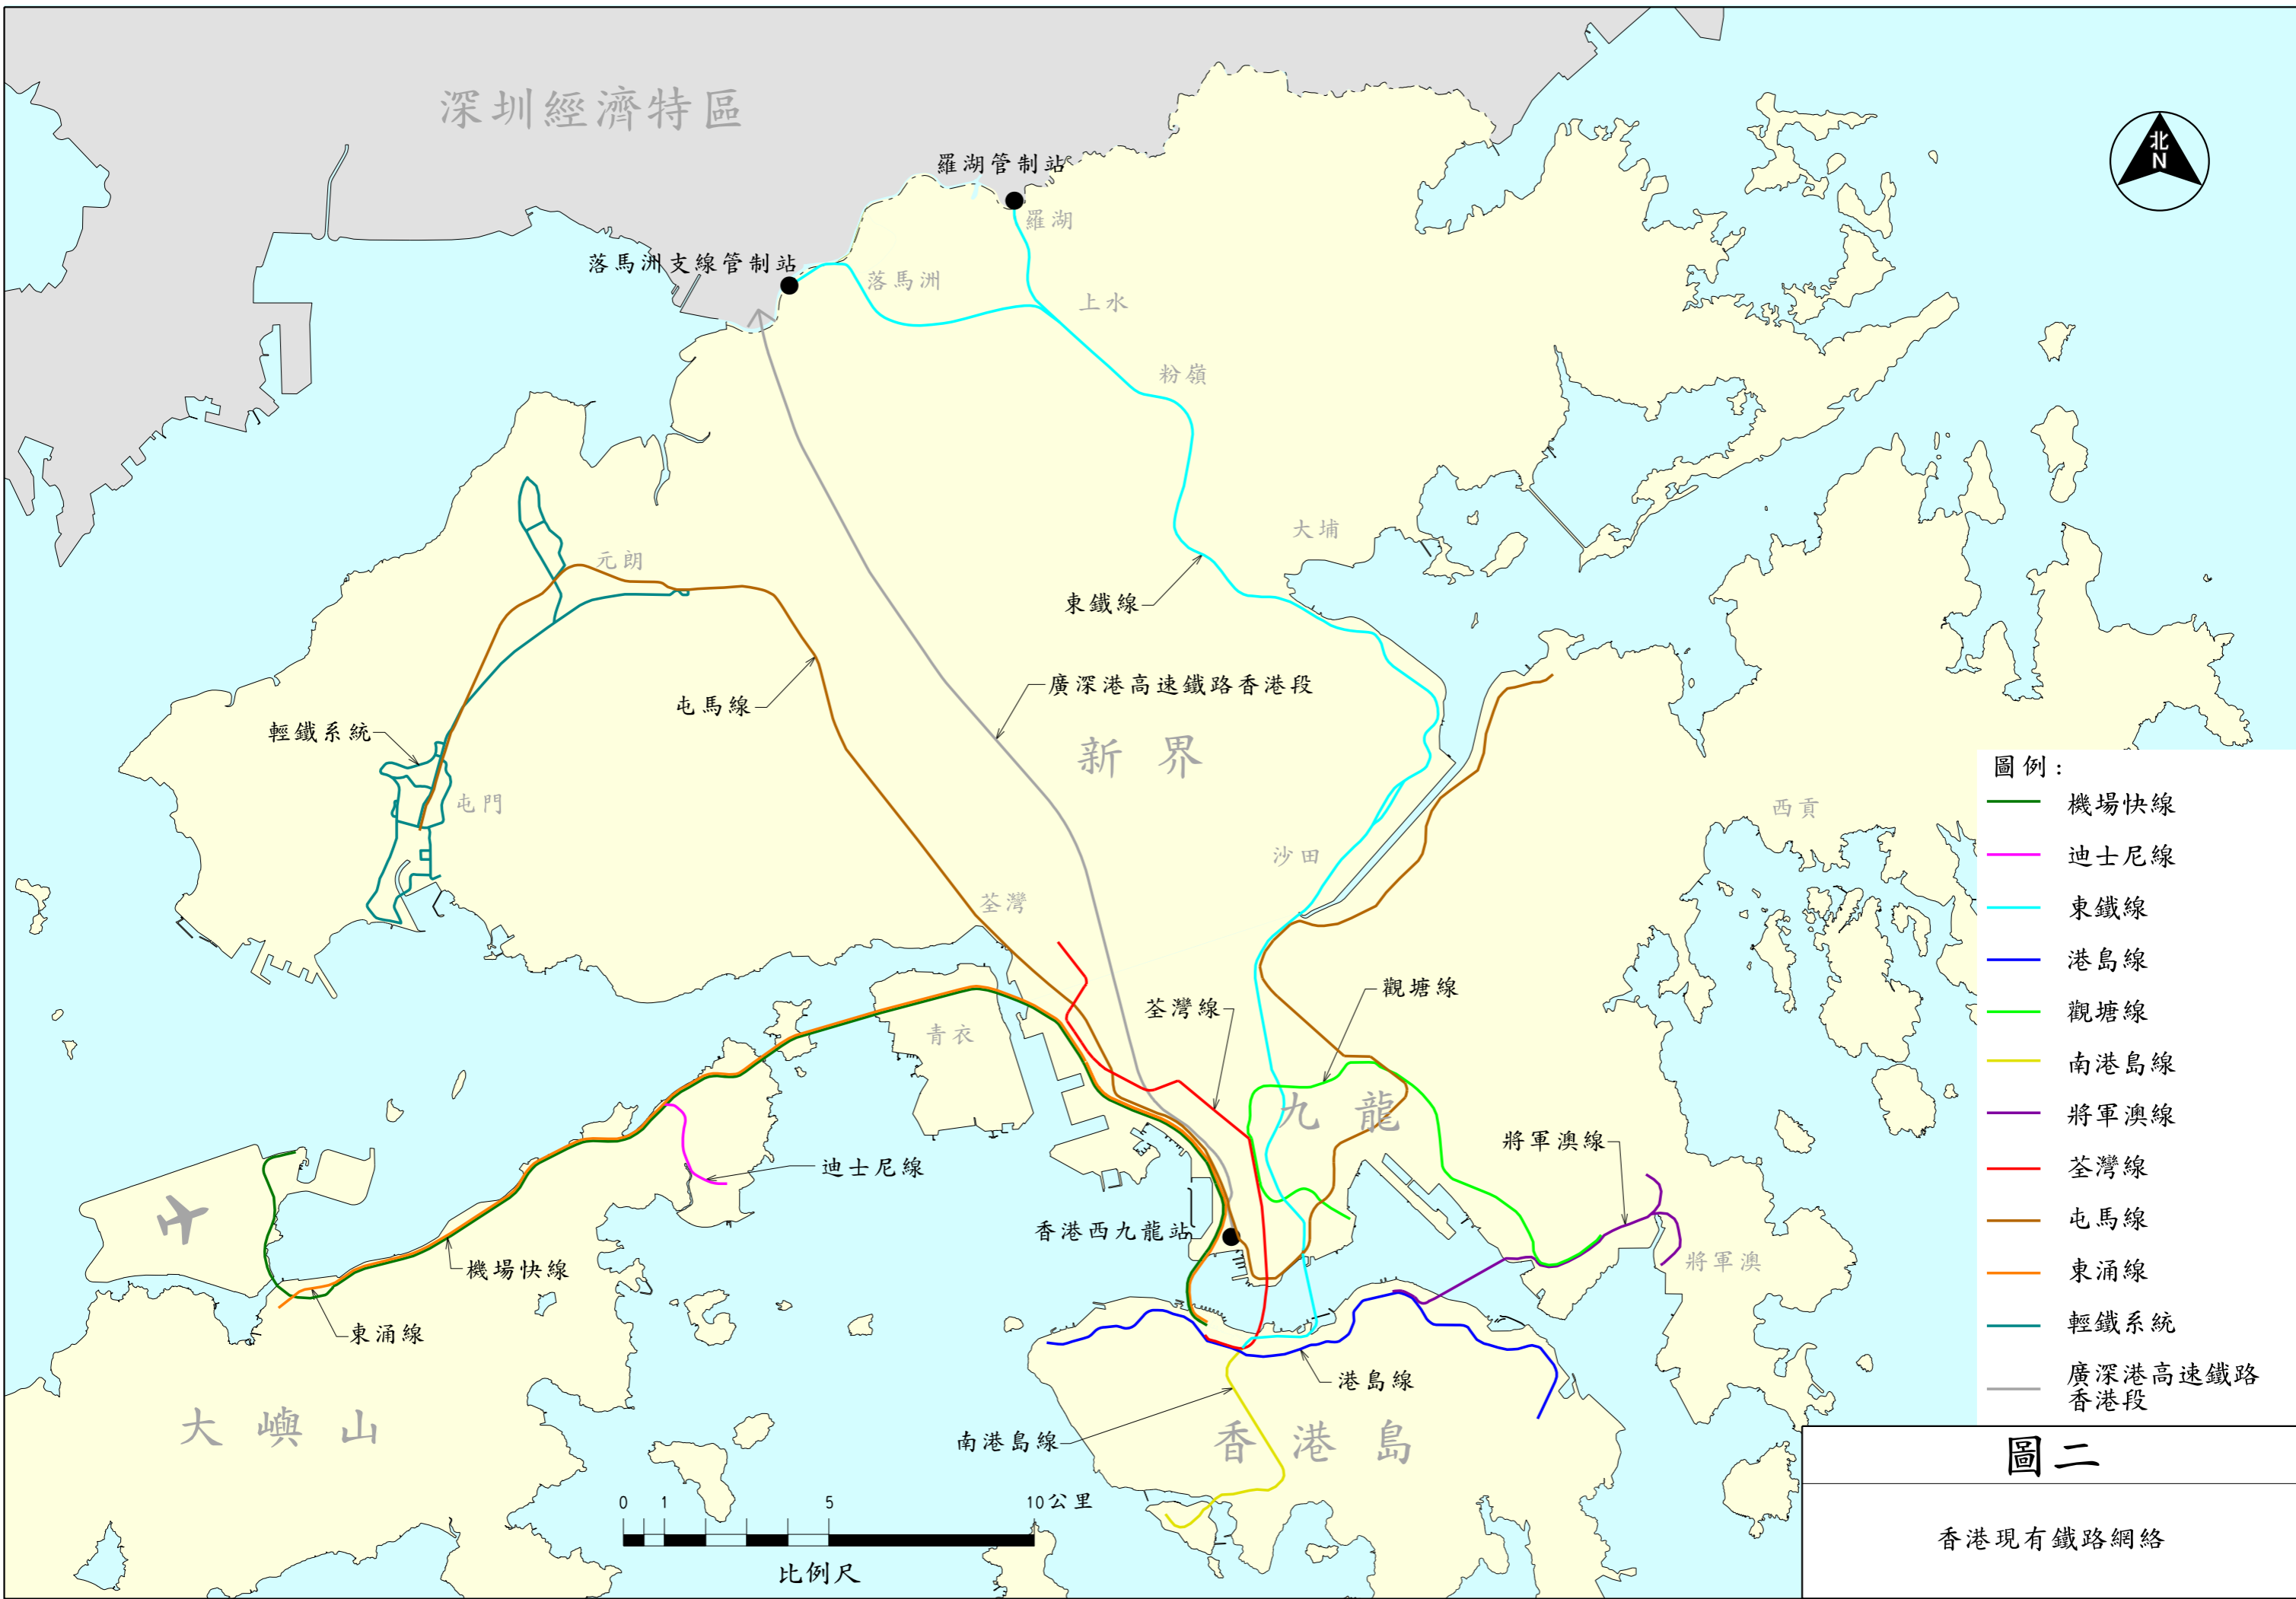 深圳經濟特區
北
N
羅湖管制站
羅湖
落馬洲支線管制站
落馬洲
上水
粉嶺
大埔
元朗
東鐵線
廣深港高速鐵路香港段
屯馬線
輕鐵系統
新界
屯門
西貢
沙田
荃灣
觀塘線
荃灣線
青衣
九龍
將軍澳線
迪士尼線
香港西九龍站
將軍澳
機場快線
東涌線
港島線
大嶼山
南港島線
香港島
0 1 5 10公里
比例尺
圖例:
機場快線
迪士尼線
東鐵線
港島線
觀塘線
南港島線
將軍澳線
荃灣線
屯馬線
東涌線
輕鐵系統
廣深港高速鐵路
香港段
圖二
香港現有鐵路網絡